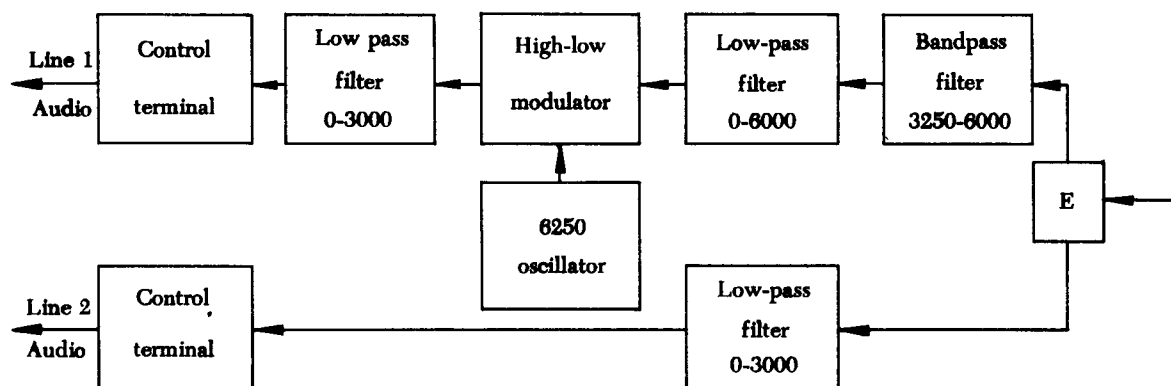 Line 1
Audio
Control
terminal
Low pass
filter
0-3000
High-low
modulator
Low-pass
filter
0-6000
Bandpass
filter
3250-6000
E
6250
oscillator
Line 2
Audio
Control
terminal
Low-pass
filter
0-3000